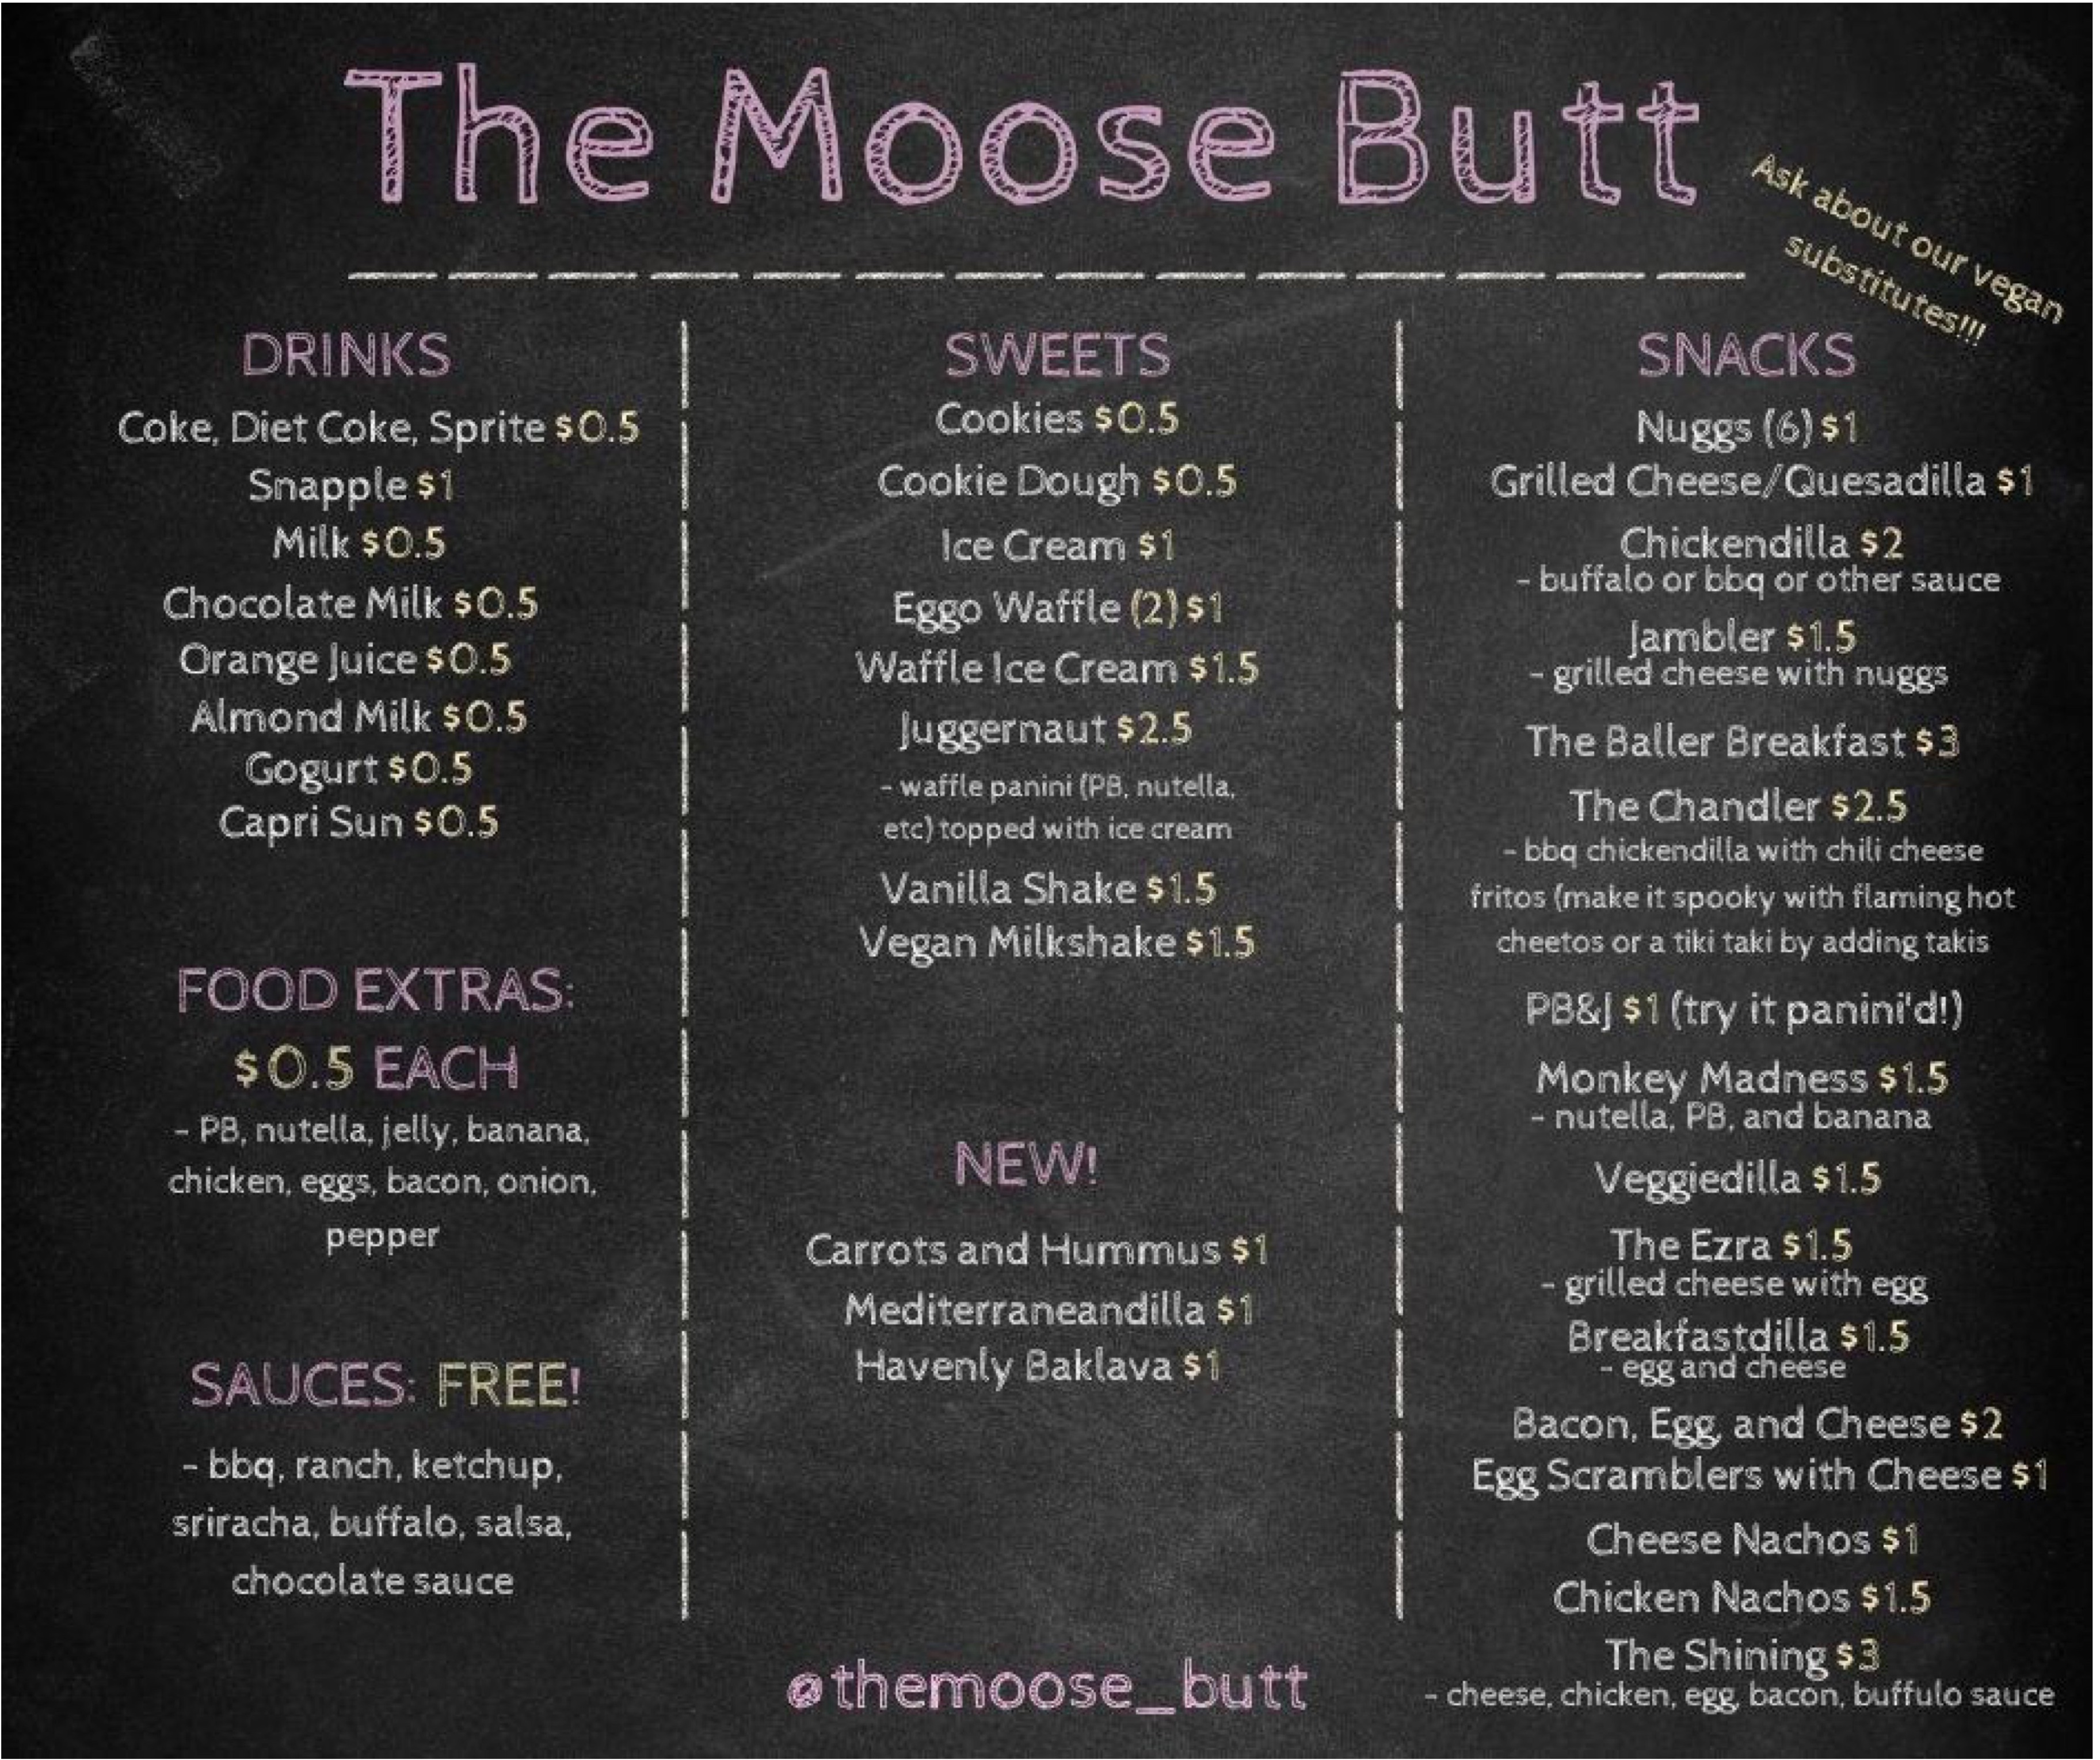 The Moose Butt
Ask about our vegan
substitutes!!!
DRINKS
Coke, Diet Coke, Sprite $0.5
Snapple $1
Milk $0.5
Chocolate Milk $0.5
Orange Juice $0.5
Almond Milk $0.5
Gogurt $0.5
Capri Sun $0.5
FOOD EXTRAS:
$0.5 EACH
- PB, nutella, jelly, banana,
chicken, eggs, bacon, onion,
pepper
SAUCES: FREE!
- bbq, ranch, ketchup,
sriracha, buffalo, salsa,
chocolate sauce
SWEETS
Cookies $0.5
Cookie Dough $0.5
Ice Cream $1
Eggo Waffle (2) $1
Waffle Ice Cream $1.5
Juggernaut $2.5
- waffle panini (PB, nutella,
etc) topped with ice cream
Vanilla Shake $1.5
Vegan Milkshake $1.5
NEW!
Carrots and Hummus $1
Mediterraneandilla $1
Havenly Baklava $1
@themoose_butt
SNACKS
Nuggs (6) $1
Grilled Cheese/Quesadilla $1
Chickendilla $2
- buffalo or bbq or other sauce
Jambler $1.5
- grilled cheese with nuggs
The Baller Breakfast $3
The Chandler $2.5
- bbq chickendilla with chili cheese
fritos (make it spooky with flaming hot
cheetos or a tiki taki by adding takis
PB&J $1 (try it panini'd!)
Monkey Madness $1.5
- nutella, PB, and banana
Veggiedilla $1.5
The Ezra $1.5
- grilled cheese with egg
Breakfastdilla $1.5
- egg and cheese
Bacon, Egg, and Cheese $2
Egg Scramblers with Cheese $1
Cheese Nachos $1
Chicken Nachos $1.5
The Shining $3
- cheese, chicken, egg, bacon, buffulo sauce